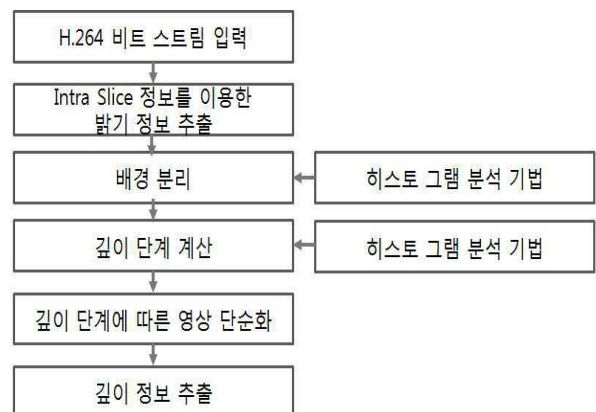 H.264 비트 스트림 입력
Intra Slice 정보를 이용한
밝기 정보 추출
배경 분리
히스토 그램 분석 기법
깊이 단계 계산
히스토 그램 분석 기법
깊이 단계에 따른 영상 단순화
깊이 정보 추출